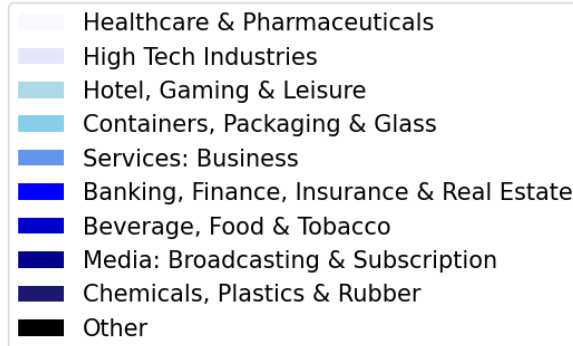 Healthcare & Pharmaceuticals
High Tech Industries
Hotel, Gaming & Leisure
Containers, Packaging & Glass
Services: Business
Banking, Finance, Insurance & Real Estate
Beverage, Food & Tobacco
Media: Broadcasting & Subscription
Chemicals, Plastics & Rubber
Other